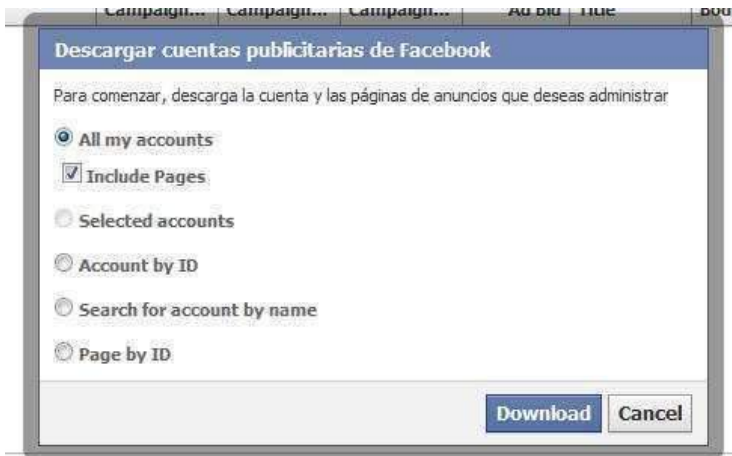 Campaign... Campaign... Campaign... Ad Bid Title
Descargar cuentas publicitarias de Facebook
Para comenzar, descarga la cuenta y las páginas de anuncios que deseas administrar
All my accounts
Include Pages
Selected accounts
Account by ID
Search for account by name
Page by ID
Download Cancel